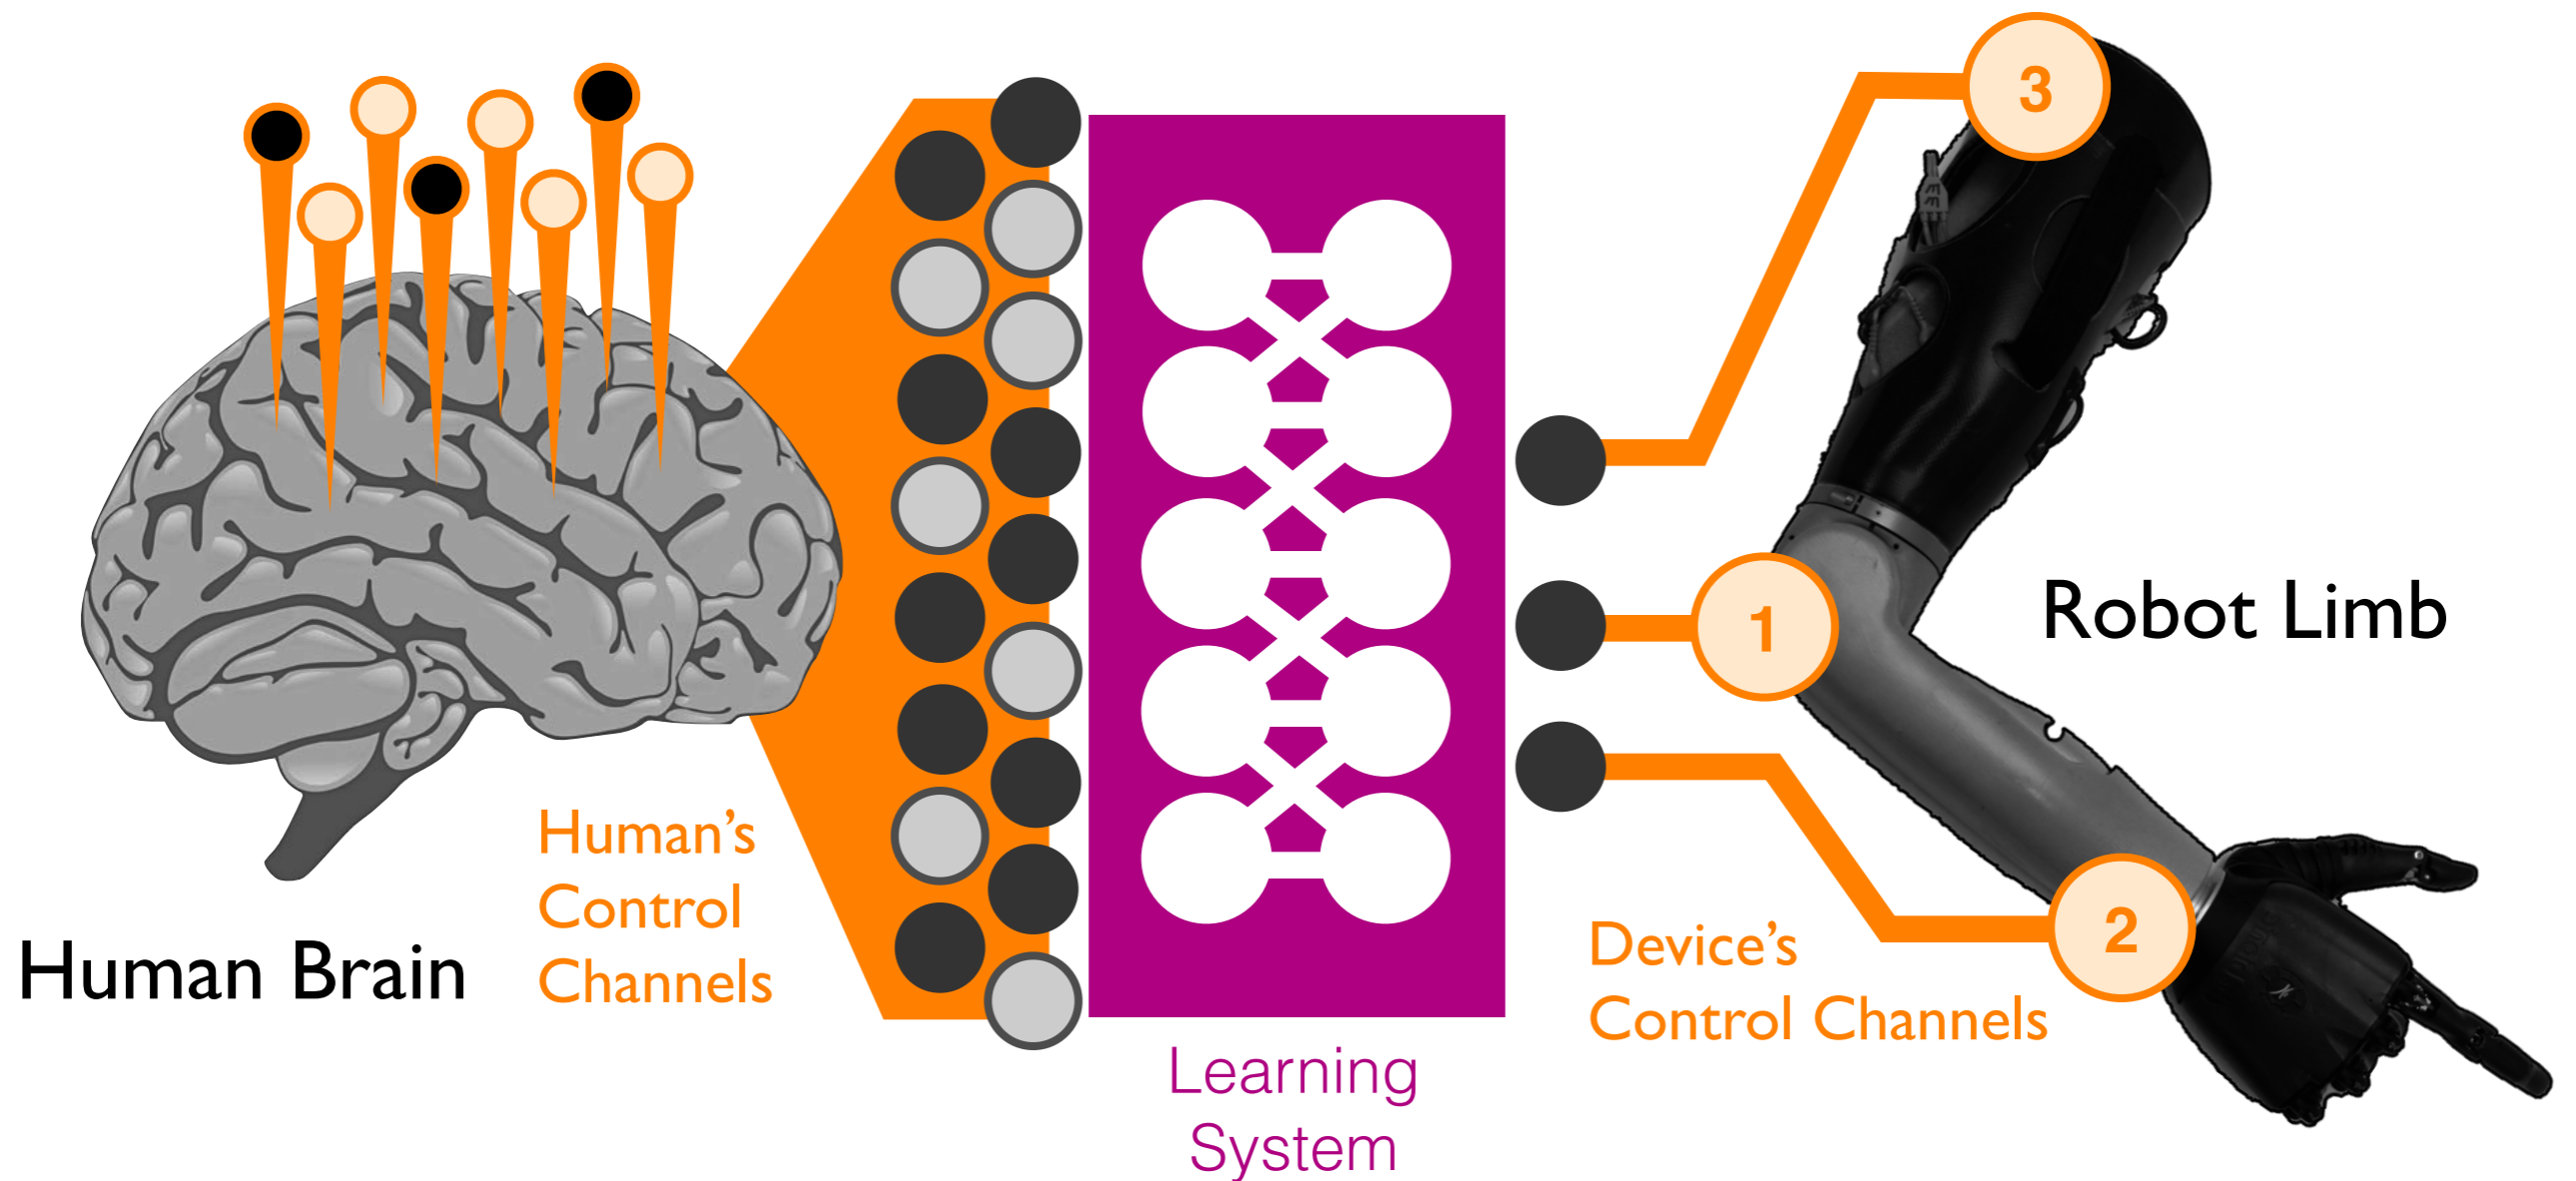 Human Brain
Human's
Control
Channels
Learning
System
3
1
2
Device's
Control Channels
Robot Limb